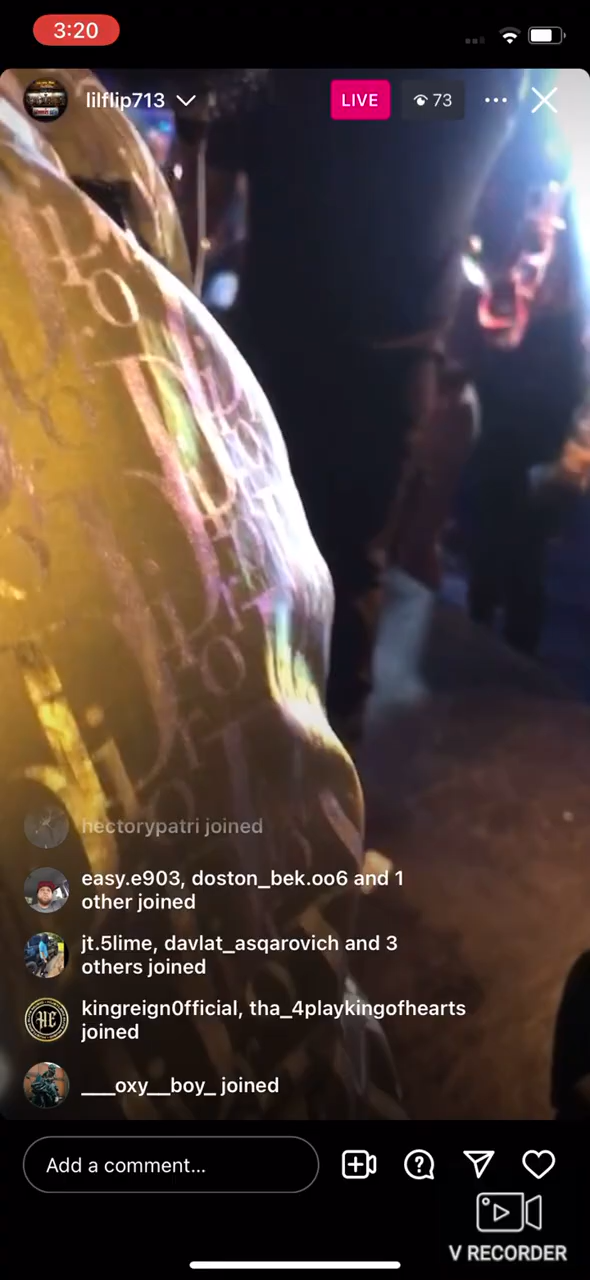 3:20
lilflip713
LIVE
73
hectorypatri joined
easy.e903, doston_bek.oo6 and 1
other joined
jt.5lime, davlat_asqarovich and 3
others joined
HE
kingreign0fficial, tha_4playkingofhearts
joined
___oxy__boy_ joined
Add a comment...
V RECORDER